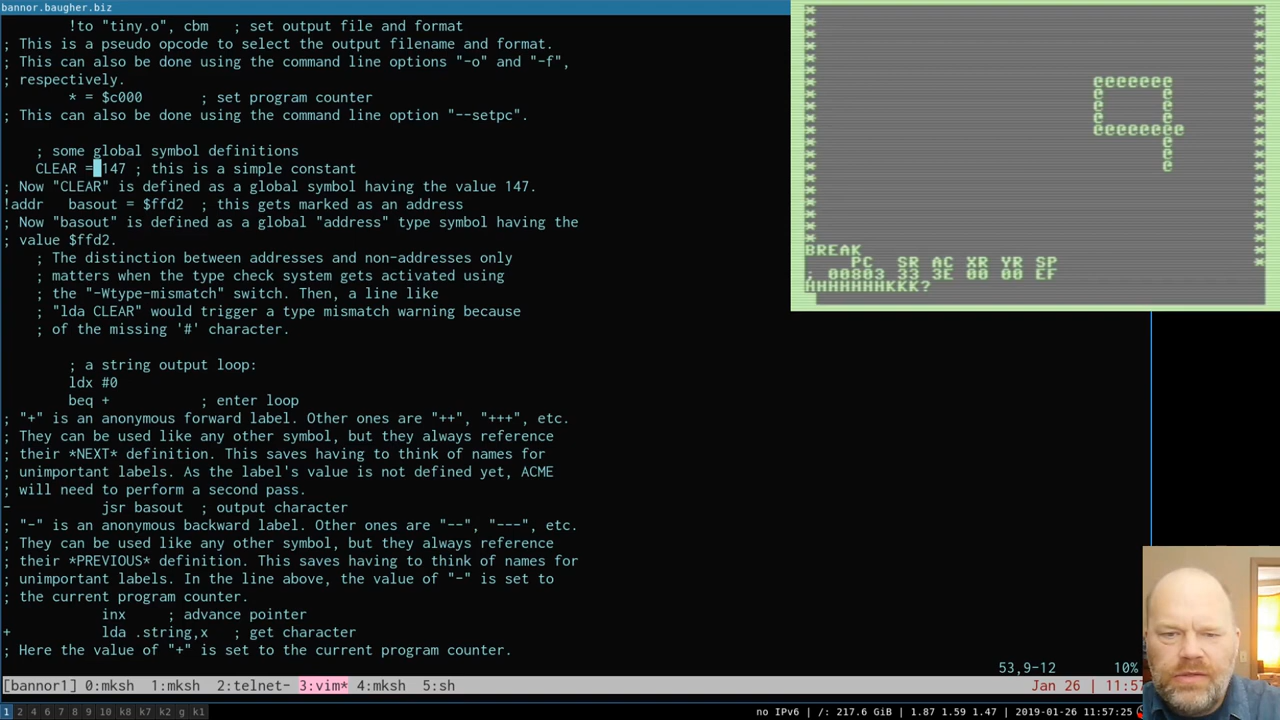 bannor.baugher.biz
!to "tiny.o", cbm ; set output file and format
; This is a pseudo opcode to select the output filename and format.
; This can also be done using the command line options "-o" and "-f",
; respectively.
* = $c000 ; set program counter
; This can also be done using the command line option "--setpc".
; some global symbol definitions
CLEAR = 147 ; this is a simple constant
; Now "CLEAR" is defined as a global symbol having the value 147.
!addr basout = $ffd2 ; this gets marked as an address
; Now "basout" is defined as a global "address" type symbol having the
; value $ffd2.
; The distinction between addresses and non-addresses only
; matters when the type check system gets activated using
; the "-Wtype-mismatch" switch. Then, a line like
; "lda CLEAR" would trigger a type mismatch warning because
; of the missing '#' character.
; a string output loop:
ldx #0
beq + ; enter loop
; "+" is an anonymous forward label. Other ones are "++", "+++", etc.
; They can be used like any other symbol, but they always reference
; their *NEXT* definition. This saves having to think of names for
; unimportant labels. As the label's value is not defined yet, ACME
; will need to perform a second pass.
- jsr basout ; output character
; "-" is an anonymous backward label. Other ones are "--", "---", etc.
; They can be used like any other symbol, but they always reference
; their *PREVIOUS* definition. This saves having to think of names for
; unimportant labels. In the line above, the value of "-" is set to
; the current program counter.
inx ; advance pointer
+ lda .string,x ; get character
; Here the value of "+" is set to the current program counter.
53,9-12 10%
[bannor1] 0:mksh 1:mksh 2:telnet- 3:vim* 4:mksh 5:sh Jan 26 | 11:57
1 2 4 6 7 8 9 10 k8 k7 k2 g k1 no IPv6 | /: 217.6 GiB | 1.87 1.59 1.47 | 2019-01-26 11:57:25
* *
* *
* *
* *
* *
* *
* eeeeeee *
* e e *
* e e *
* e e *
* eeeeeeee *
* e *
* e *
* e *
* *
* *
* *
* *
* *
* *
BREAK *
PC SR AC XR YR SP *
; 00803 33 3E 00 00 EF
HHHHHHHKKK?